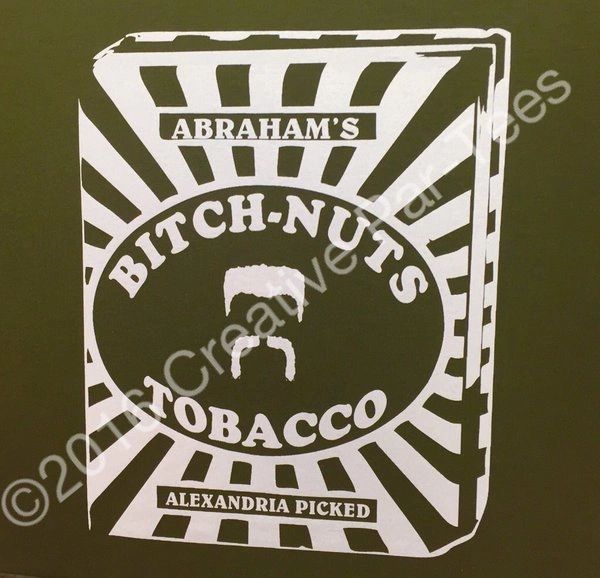 ABRAHAM'S
BITCH-NUTS
TOBACCO
ALEXANDRIA PICKED
©2016 Creative Par-Tees